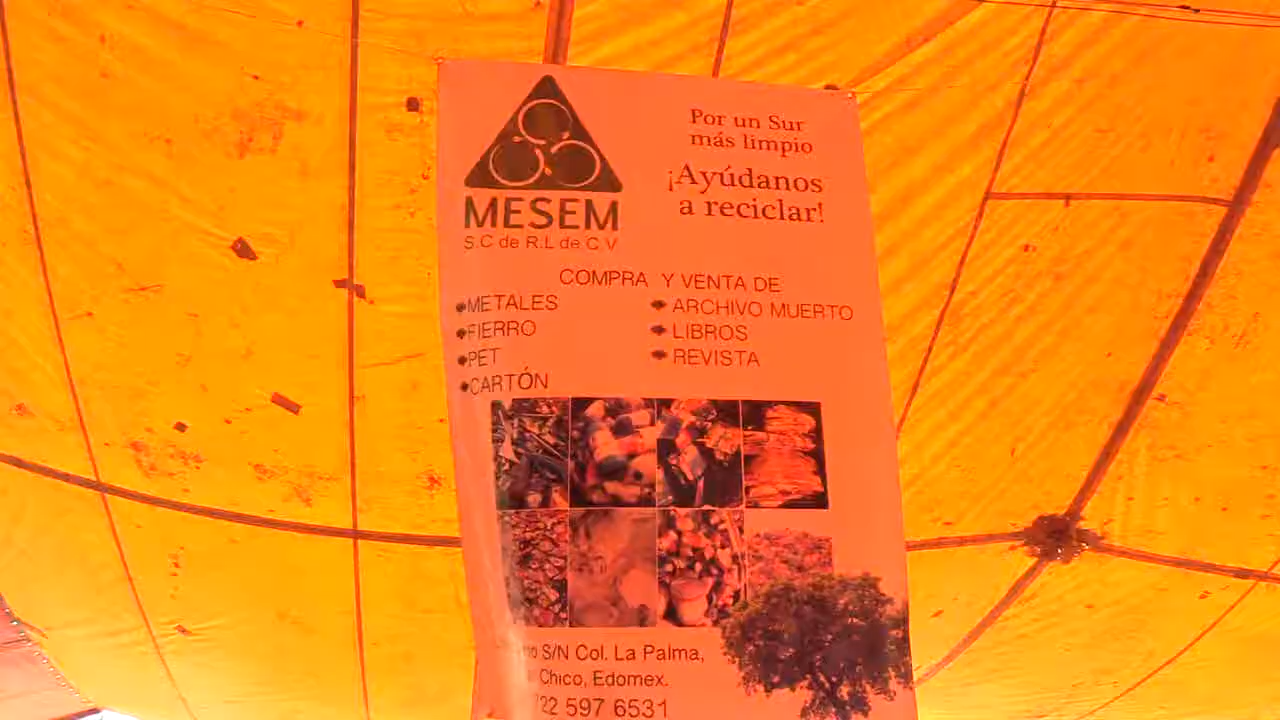 MESEM
S.C de R.L de C.V
Por un Sur
más limpio
¡Ayúdanos
a reciclar!
COMPRA Y VENTA DE
METALES
FIERRO
PET
CARTÓN
ARCHIVO MUERTO
LIBROS
REVISTA
S/N Col. La Palma,
Chico, Edomex.
22 597 6531